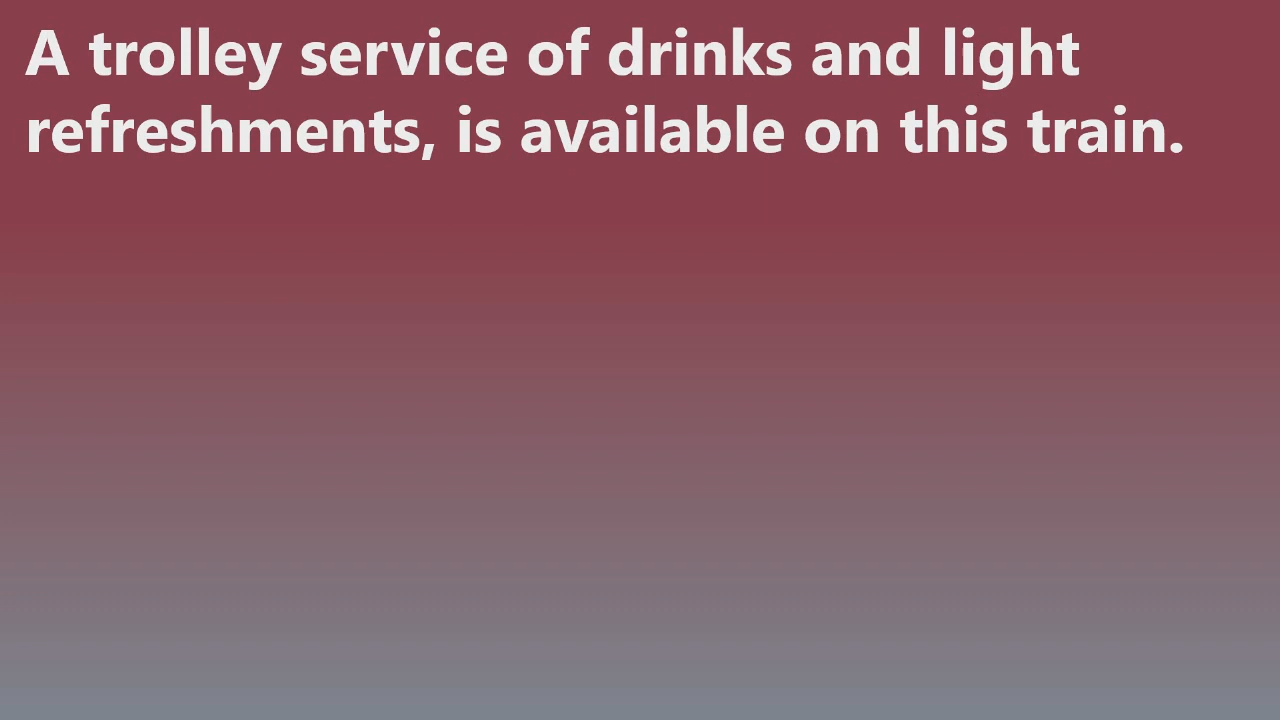 A trolley service of drinks and light
refreshments, is available on this train.